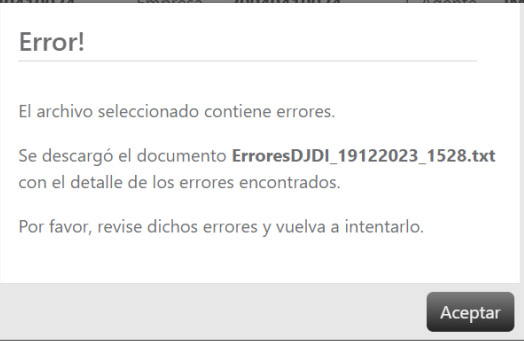 Error!
El archivo seleccionado contiene errores.
Se descargó el documento ErroresDJDI_19122023_1528.txt
con el detalle de los errores encontrados.
Por favor, revise dichos errores y vuelva a intentarlo.
Aceptar